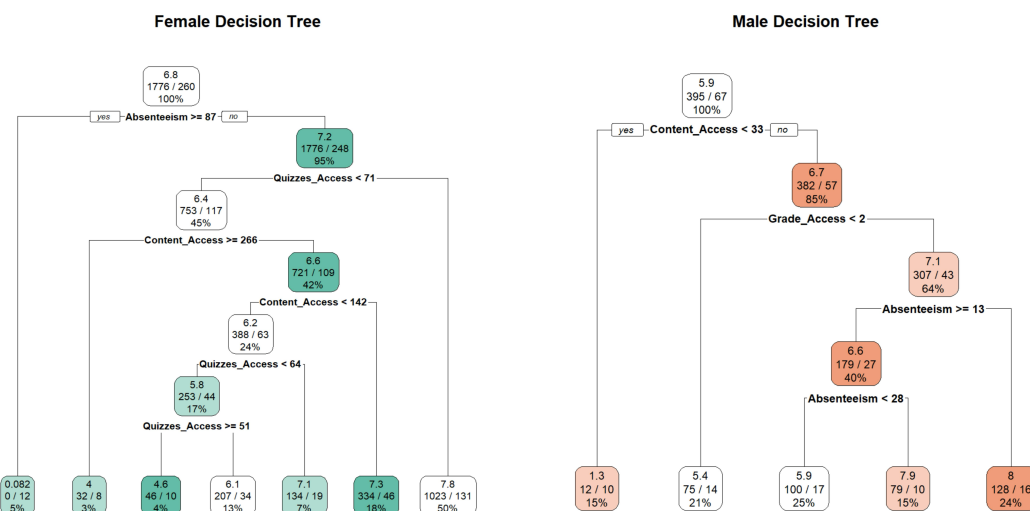 Female Decision Tree
6.8
1776 / 260
100%
yes Absenteeism >= 87 no
7.2
1776 / 248
95%
Quizzes_Access < 71
6.4
753 / 117
45%
Content_Access >= 266
6.6
721 / 109
42%
Content_Access < 142
6.2
388 / 63
24%
Quizzes_Access < 64
5.8
253 / 44
17%
Quizzes_Access >= 51
0.082 4 4.6 6.1 7.1 7.3 7.8
0 / 12 32 / 8 46 / 10 207 / 34 134 / 19 334 / 46 1023 / 131
5% 3% 4% 13% 7% 18% 50%
Male Decision Tree
5.9
395 / 67
100%
yes Content_Access < 33 no
6.7
382 / 57
85%
Grade_Access < 2
7.1
307 / 43
64%
Absenteeism >= 13
6.6
179 / 27
40%
Absenteeism < 28
1.3 5.4 5.9 7.9 8
12 / 10 75 / 14 100 / 17 79 / 10 128 / 16
15% 21% 25% 15% 24%